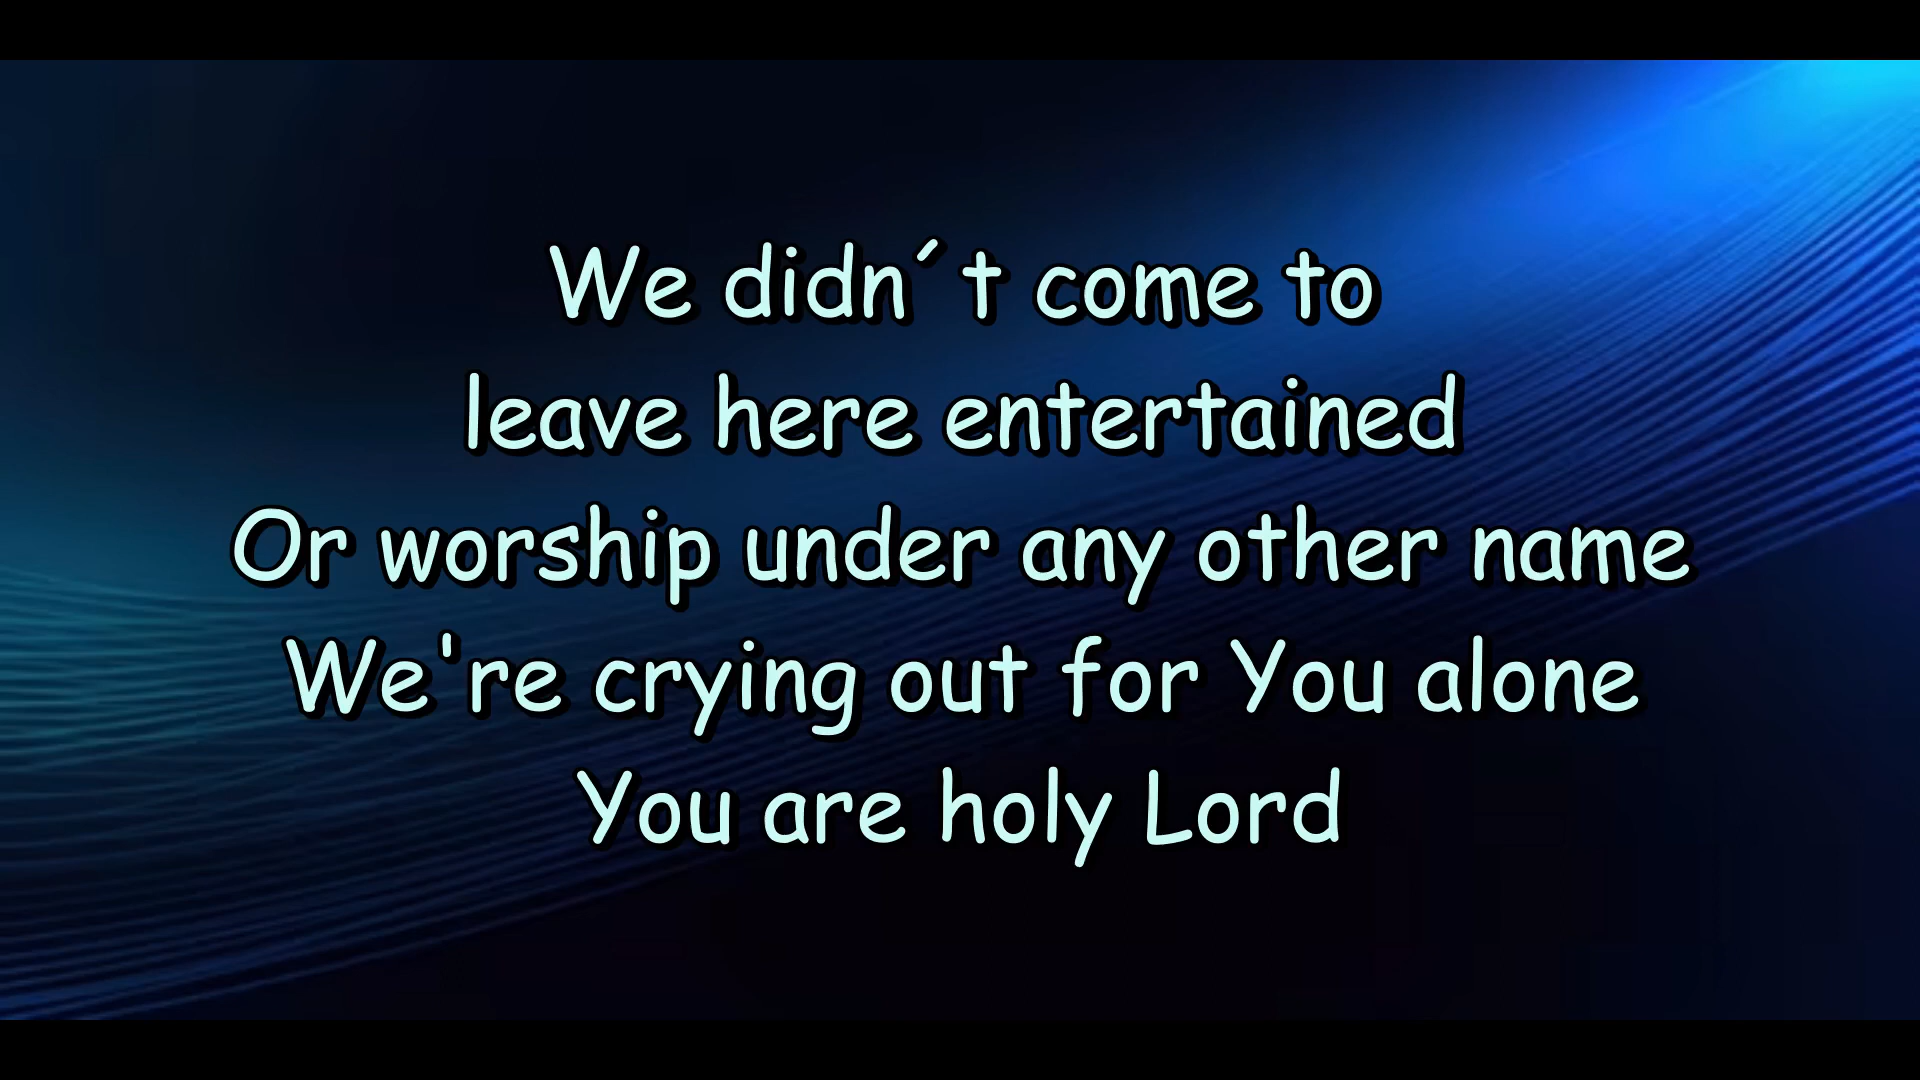 We didn´t come to
leave here entertained
Or worship under any other name
We're crying out for You alone
You are holy Lord